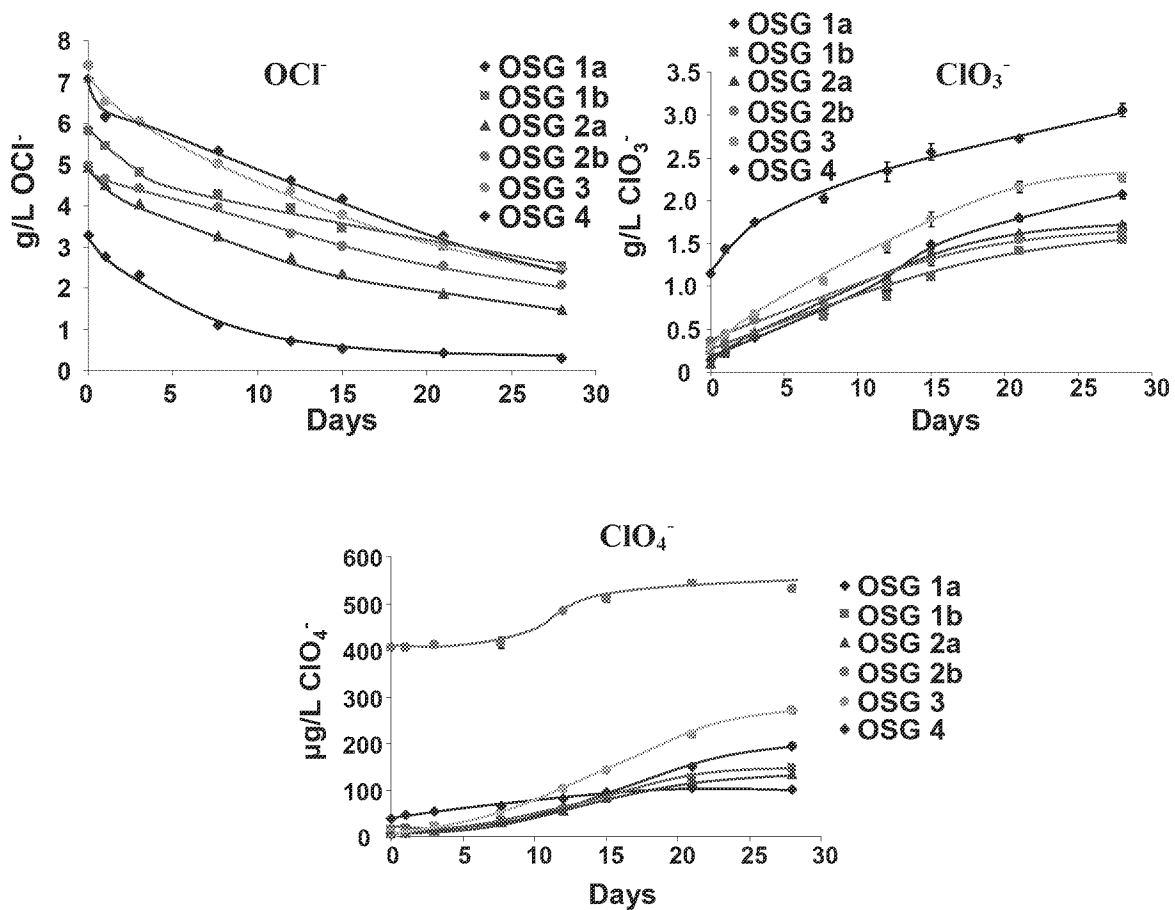 OCl⁻
8
7
6
5
4
3
2
1
0
g/L OCl⁻
0 5 10 15 20 25 30
Days
OSG 1a
OSG 1b
OSG 2a
OSG 2b
OSG 3
OSG 4
OSG 1a
OSG 1b
OSG 2a
OSG 2b
OSG 3
OSG 4
ClO₃⁻
3.5
3.0
2.5
2.0
1.5
1.0
0.5
0
g/L ClO₃⁻
0 5 10 15 20 25 30
Days
ClO₄⁻
600
500
400
300
200
100
0
µg/L ClO₄⁻
0 5 10 15 20 25 30
Days
OSG 1a
OSG 1b
OSG 2a
OSG 2b
OSG 3
OSG 4